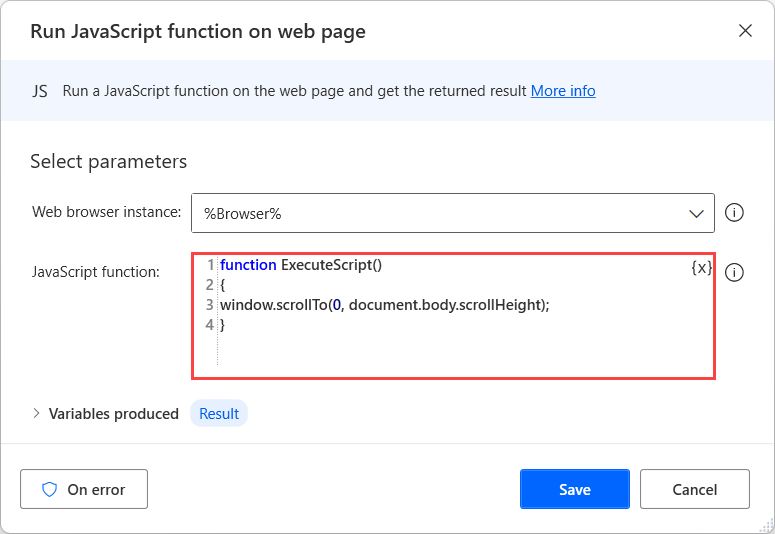 Run JavaScript function on web page
JS Run a JavaScript function on the web page and get the returned result More info
Select parameters
Web browser instance: %Browser%
JavaScript function:
1 function ExecuteScript() {x}
2 {
3 window.scrollTo(0, document.body.scrollHeight);
4 }
Variables produced Result
On error Save Cancel